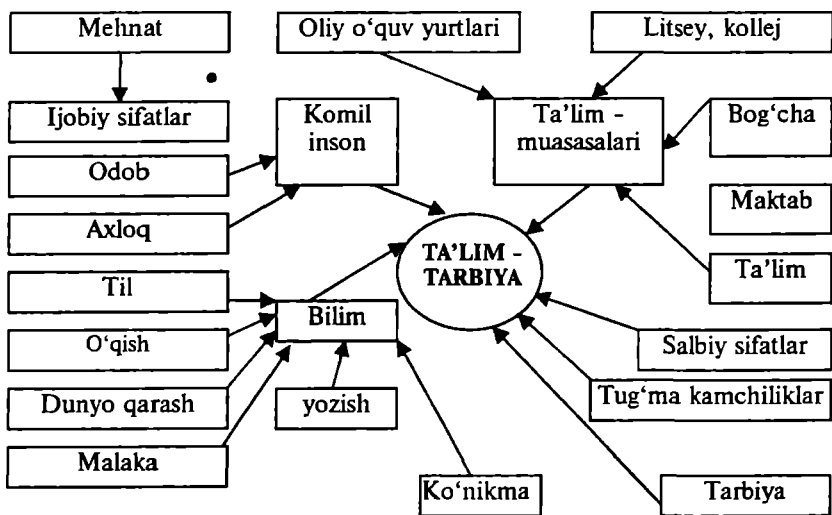 Mehnat
Oliy o‘quv yurtlari
Litsey, kollej
Ijobiy sifatlar
Komil
inson
Ta’lim -
muasasalari
Bog‘cha
Odob
Axloq
Maktab
TA’LIM -
TARBIYA
Ta’lim
Til
Bilim
O‘qish
Salbiy sifatlar
Dunyo qarash
yozish
Tug‘ma kamchiliklar
Malaka
Ko‘nikma
Tarbiya